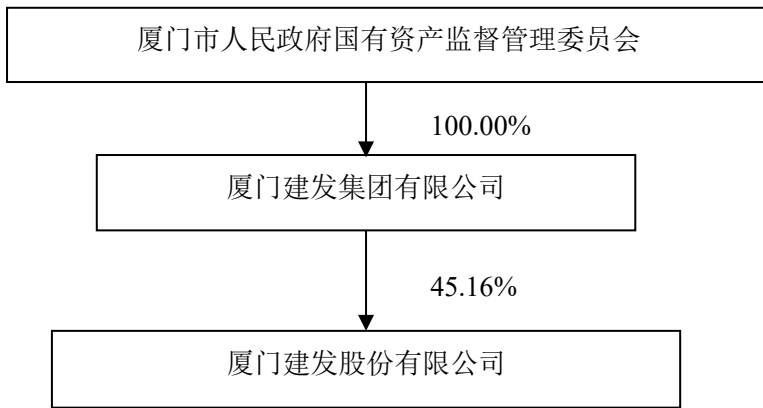 厦门市人民政府国有资产监督管理委员会
100.00%
厦门建发集团有限公司
45.16%
厦门建发股份有限公司